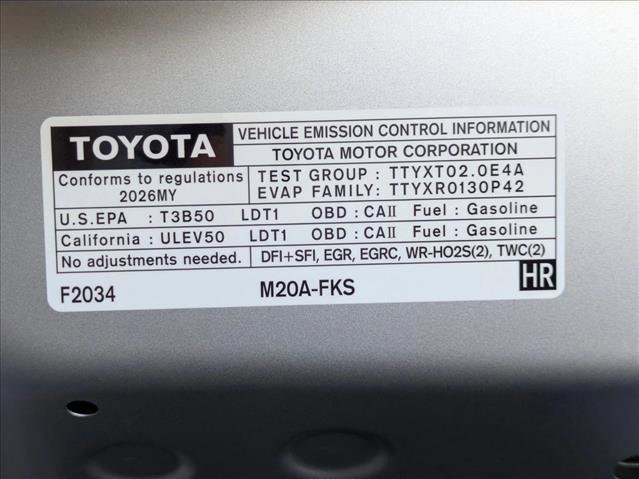 TOYOTA
VEHICLE EMISSION CONTROL INFORMATION
TOYOTA MOTOR CORPORATION
Conforms to regulations
2026MY
TEST GROUP : TTYXT02.0E4A
EVAP FAMILY: TTYXR0130P42
U.S.EPA : T3B50 LDT1 OBD : CAII Fuel : Gasoline
California : ULEV50 LDT1 OBD : CAII Fuel : Gasoline
No adjustments needed. DFI+SFI, EGR, EGRC, WR-HO2S(2), TWC(2)
F2034 M20A-FKS HR